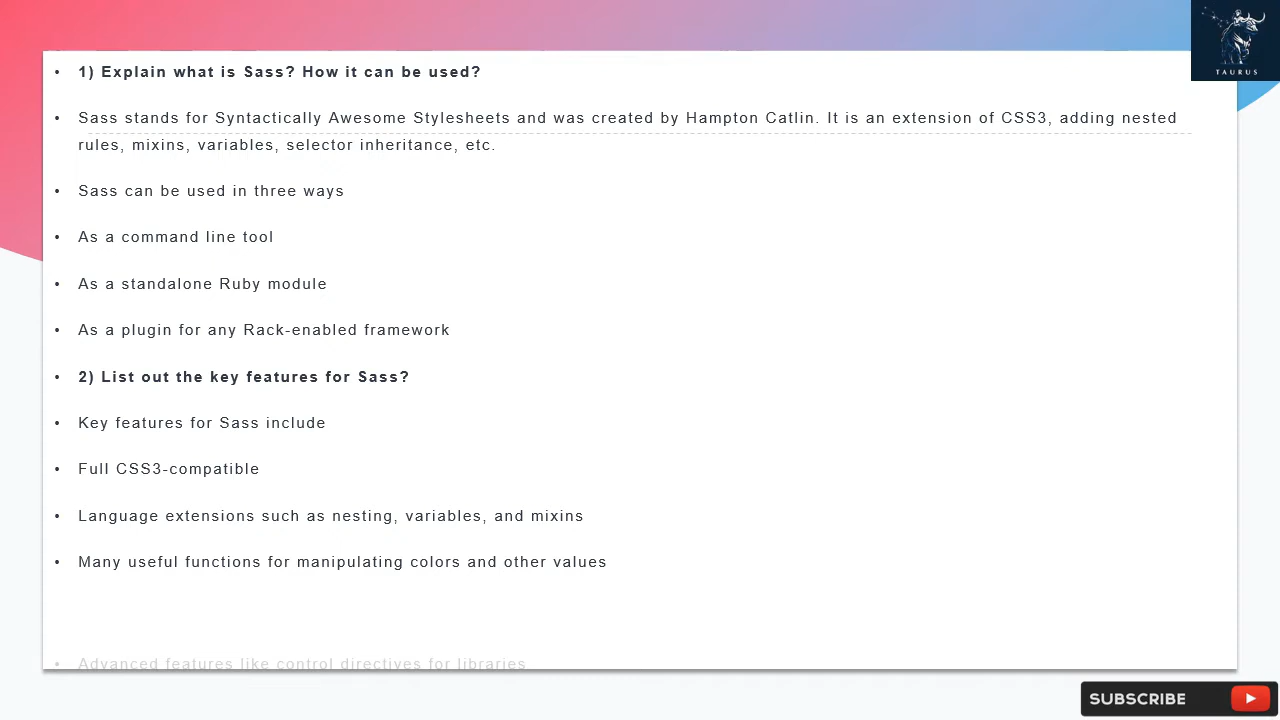 TAURUS
• 1) Explain what is Sass? How it can be used?
• Sass stands for Syntactically Awesome Stylesheets and was created by Hampton Catlin. It is an extension of CSS3, adding nested
rules, mixins, variables, selector inheritance, etc.
• Sass can be used in three ways
• As a command line tool
• As a standalone Ruby module
• As a plugin for any Rack-enabled framework
• 2) List out the key features for Sass?
• Key features for Sass include
• Full CSS3-compatible
• Language extensions such as nesting, variables, and mixins
• Many useful functions for manipulating colors and other values
• Advanced features like control directives for libraries
SUBSCRIBE